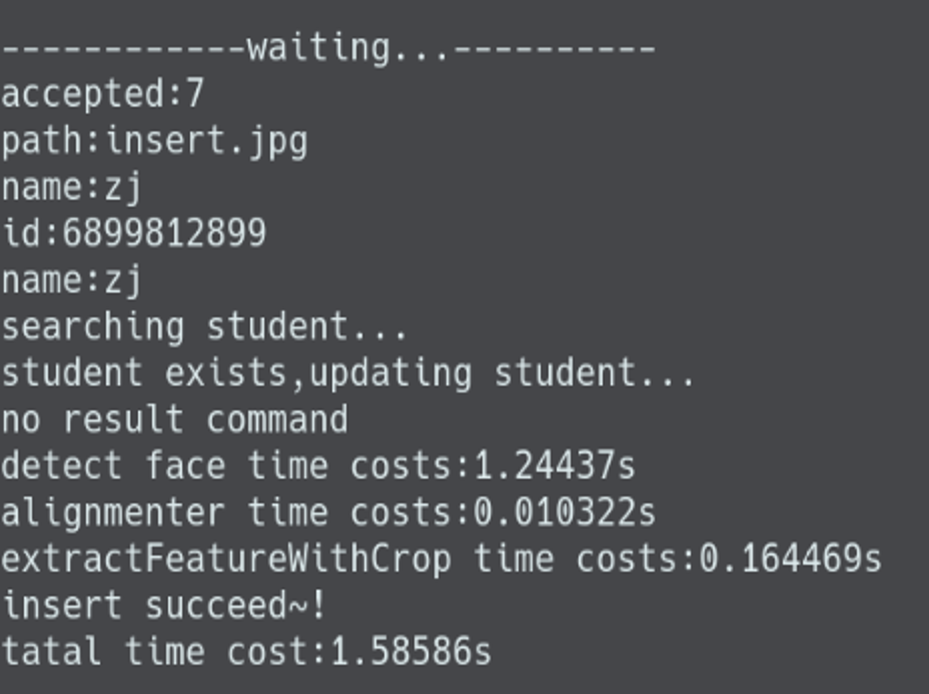 ------------waiting...----------
accepted:7
path:insert.jpg
name:zj
id:6899812899
name:zj
searching student...
student exists,updating student...
no result command
detect face time costs:1.24437s
alignmenter time costs:0.010322s
extractFeatureWithCrop time costs:0.164469s
insert succeed~!
tatal time cost:1.58586s